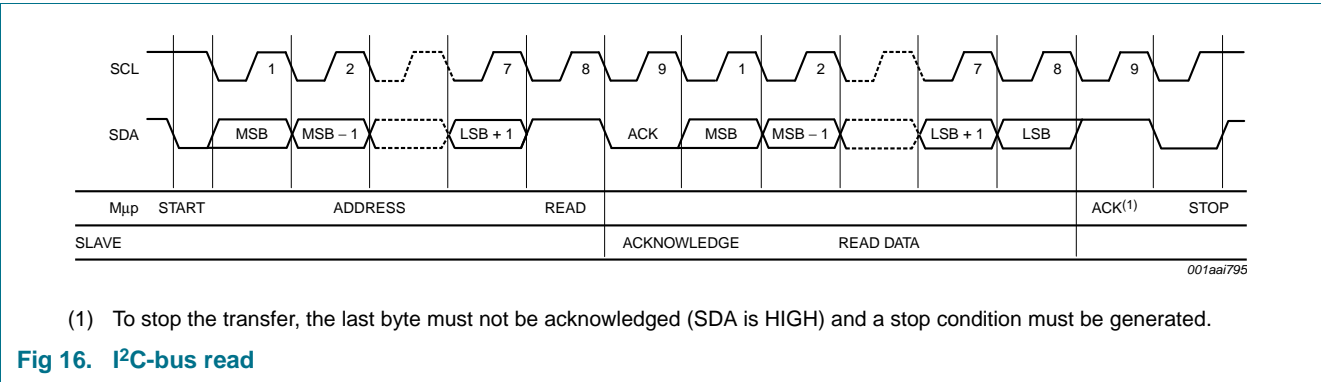 SCL 1 2 7 8 9 1 2 7 8 9
SDA MSB MSB − 1 LSB + 1 ACK MSB MSB − 1 LSB + 1 LSB
Mμp START ADDRESS READ ACK(1) STOP
SLAVE ACKNOWLEDGE READ DATA
001aai795
(1) To stop the transfer, the last byte must not be acknowledged (SDA is HIGH) and a stop condition must be generated.
Fig 16. I2C-bus read